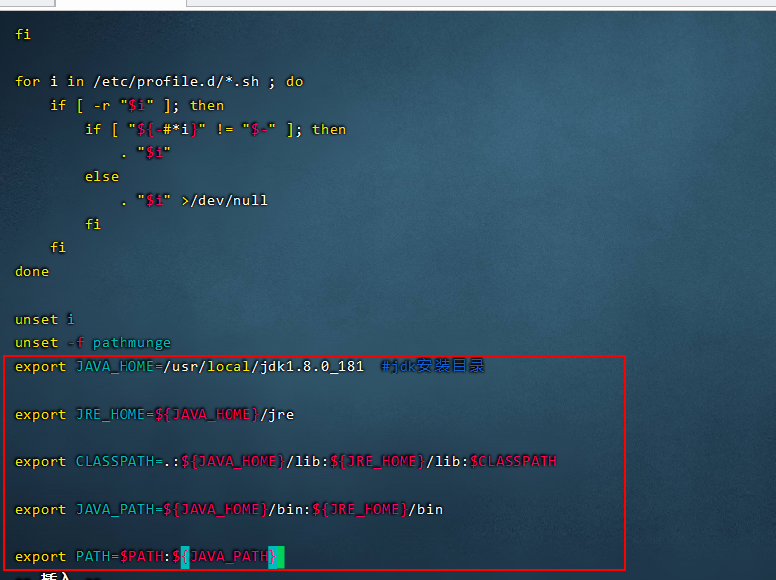 fi
for i in /etc/profile.d/*.sh ; do
if [ -r "$i" ]; then
if [ "${-#*i}" != "$-" ]; then
. "$i"
else
. "$i" >/dev/null
fi
fi
done
unset i
unset -f pathmunge
export JAVA_HOME=/usr/local/jdk1.8.0_181 #jdk安装目录
export JRE_HOME=${JAVA_HOME}/jre
export CLASSPATH=.:${JAVA_HOME}/lib:${JRE_HOME}/lib:$CLASSPATH
export JAVA_PATH=${JAVA_HOME}/bin:${JRE_HOME}/bin
export PATH=$PATH:${JAVA_PATH}
-- 插入 --